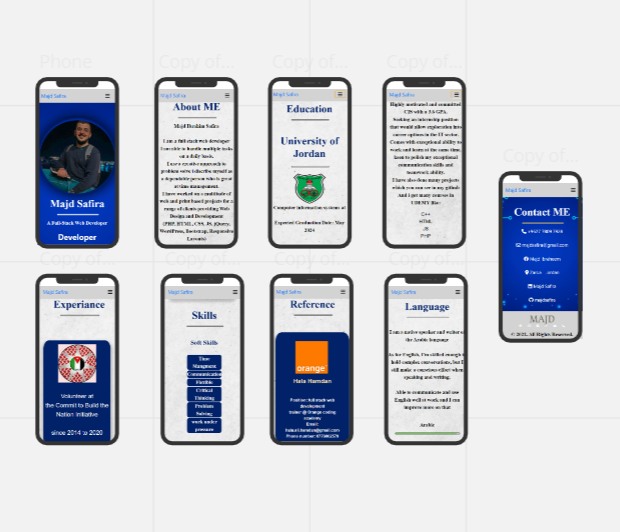 Phone
Copy of...
Copy of...
Copy of...
Majd Safira
Majd Safira
A Full-Stack Web Developer
Developer
Majd Safira
About ME
Majd Ibrahim Safira
I am a full stack web developer
I am able to handle multiple tasks
on a daily basis.
I use a creative approach to
problem solve I describe myself as
a dependable person who is great
at time management.
I have worked on a multitude of
web and print based projects for a
range of clients providing Web
Design and Development
(PHP, HTML, CSS, JS, jQuery,
WordPress, Bootstrap, Responsive
Layouts)
Majd Safira
Education
University of
Jordan
Computer information systems at
Expected Graduation Date: May
2024
Majd Safira
Highly motivated and committed
CIS with a 3.6 GPA.
Seeking an internship position
that would allow exploration into
career options in the IT sector.
Comes with exceptional ability to
work and learn at the same time.
keen to polish my exceptional
communication skills and
teamwork ability.
I have also done many projects
which you can see in my github
And i got many courses in
UDEMY like:
C++
HTML
JS
PHP
Copy of...
Majd Safira
Contact ME
majdsafira@gmail.com
Majd Ibraheem
Zarqa
Majd Safira
majdsafira
MAJD
© 2023. All Rights Reserved.
Copy of...
Copy of...
Copy of...
Copy of...
Majd Safira
Experiance
Volunteer at
the Commit to Build the
Nation Initiative
since 2014 to 2020
Majd Safira
Skills
Soft Skills
Time
Mangment
Communication
Flexible
Critical
Thinking
Problem
Solving
work under
pressure
Majd Safira
Reference
orange
Hala Hamdan
Position: full stack web
development
trainer @ Orange coding
academy
Email:
Phone number:
Majd Safira
Language
I am a native speaker and writer of
the Arabic language
As for English, I'm skilled enough to
hold complex conversations, but I
still make a conscious effort when
speaking and writing.
Able to communicate and use
English well at work and I can
improve more on that
Arabic